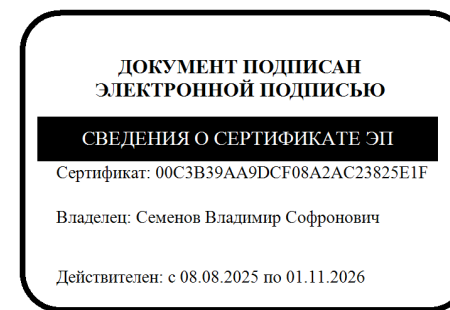 ДОКУМЕНТ ПОДПИСАН
ЭЛЕКТРОННОЙ ПОДПИСЬЮ
СВЕДЕНИЯ О СЕРТИФИКАТЕ ЭП
Сертификат: 00C3B39AA9DCF08A2AC23825E1F
Владелец: Семенов Владимир Софронович
Действителен: с 08.08.2025 по 01.11.2026